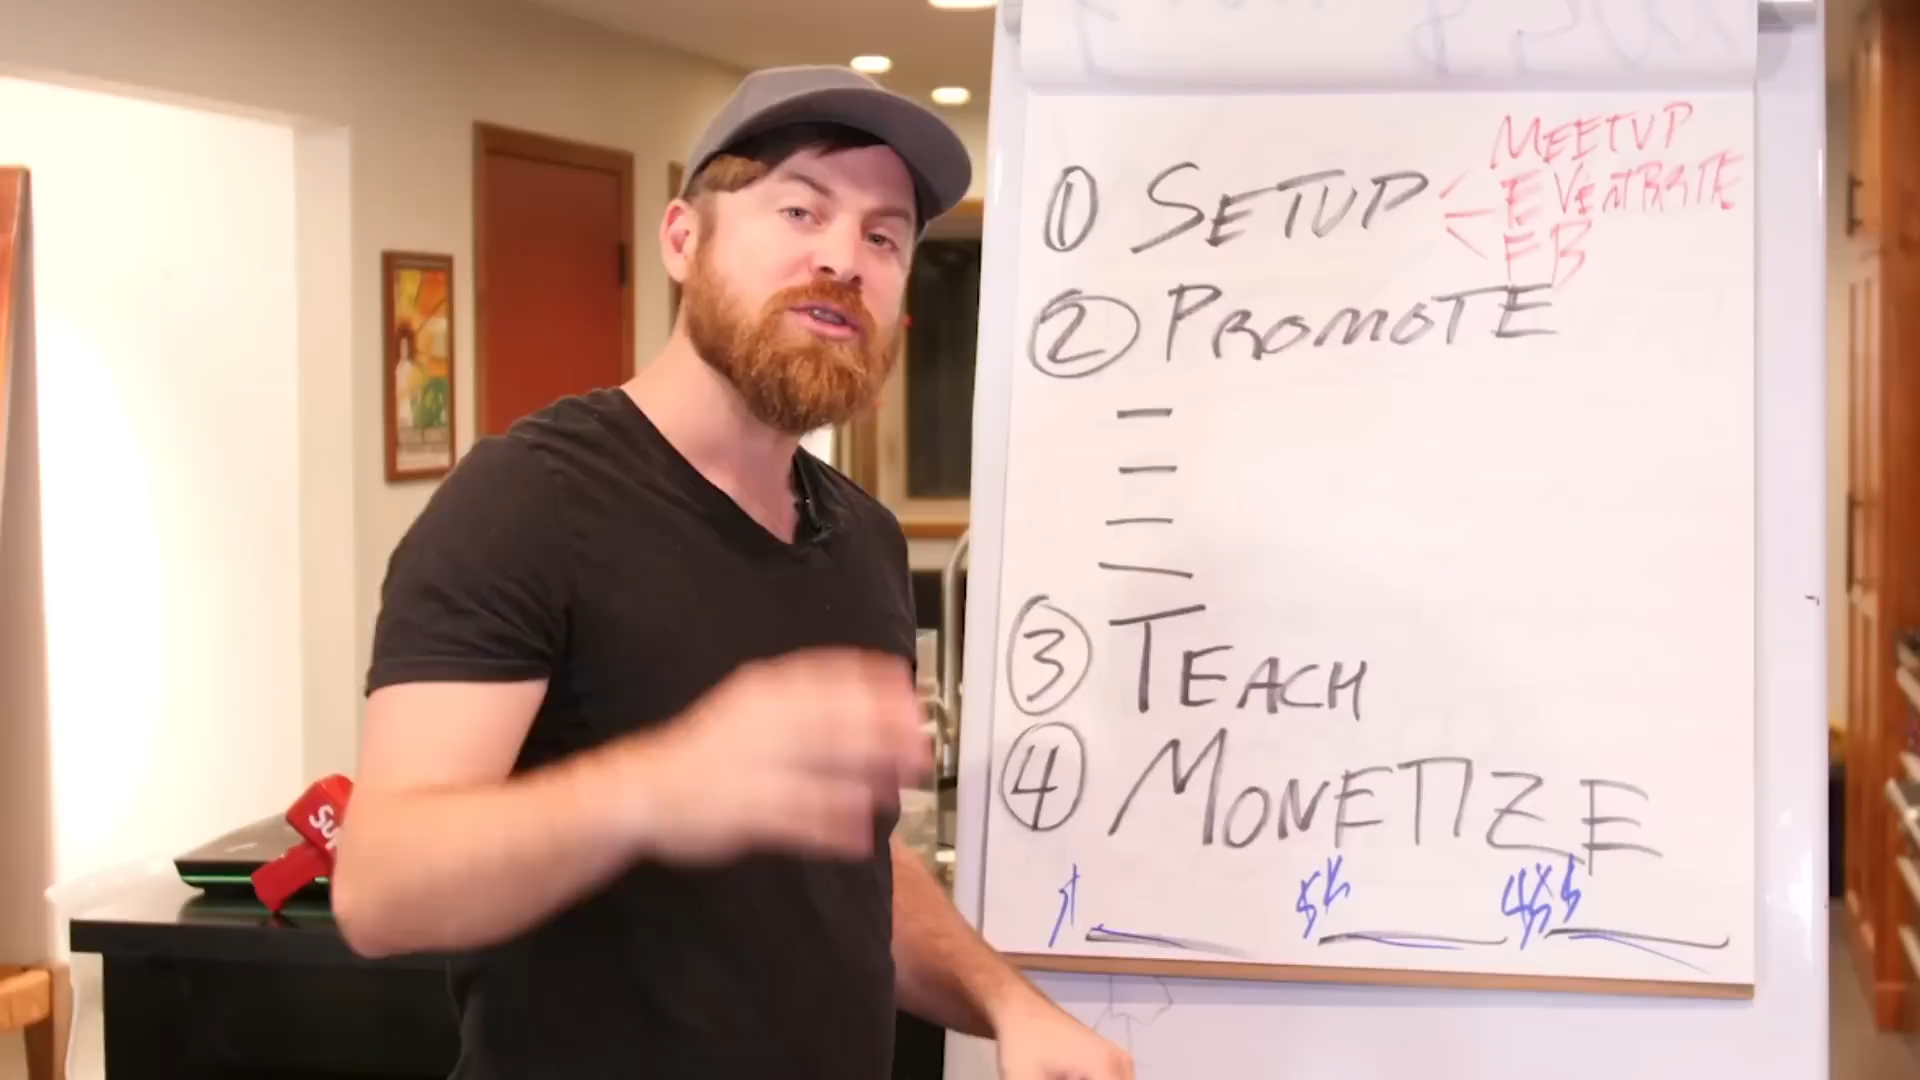 ① SETUP
MEETUP
EVENTBRITE
FB
② PROMOTE
—
—
—
—
③ TEACH
④ MONETIZE